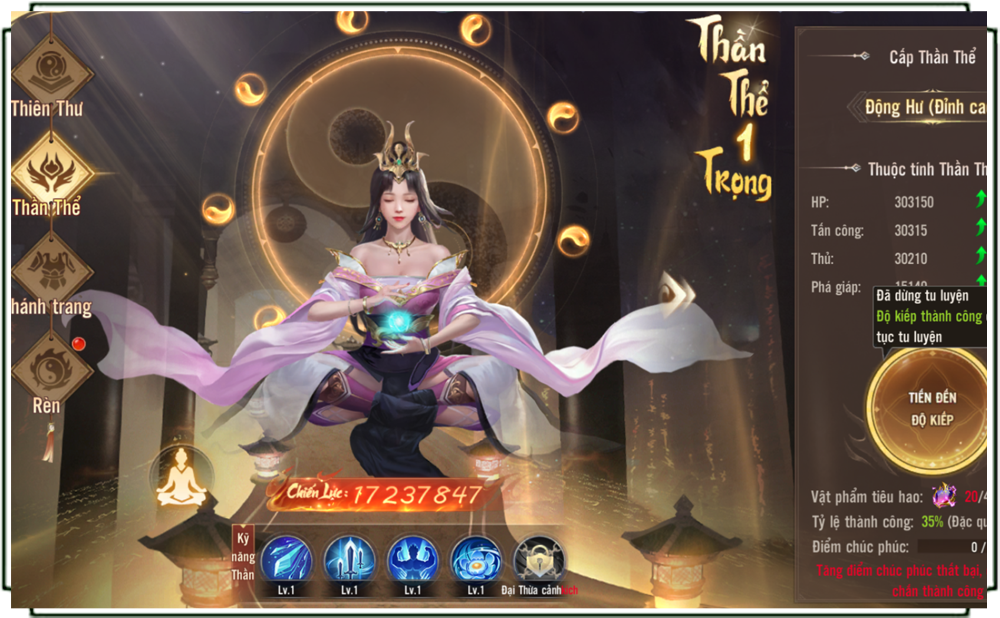 Thiên Thư
Thần Thể
hánh trang
Rèn
Thần
Thể
1
Trọng
Chiến Lực: 17237847
Kỹ
năng
Thần
Lv.1
Lv.1
Lv.1
Lv.1
Đại Thừa cảnh
Cấp Thần Thể
Động Hư (Đỉnh ca
Thuộc tính Thần Th
HP: 303150
Tấn công: 30315
Thủ: 30210
Phá giáp: 15140
Đã dừng tu luyện
Độ kiếp thành công
tục tu luyện
TIẾN ĐẾN
ĐỘ KIẾP
Vật phẩm tiêu hao: 20/4
Tỷ lệ thành công: 35% (Đặc qu
Điểm chúc phúc: 0 /
Tăng điểm chúc phúc thất bại,
chắn thành công